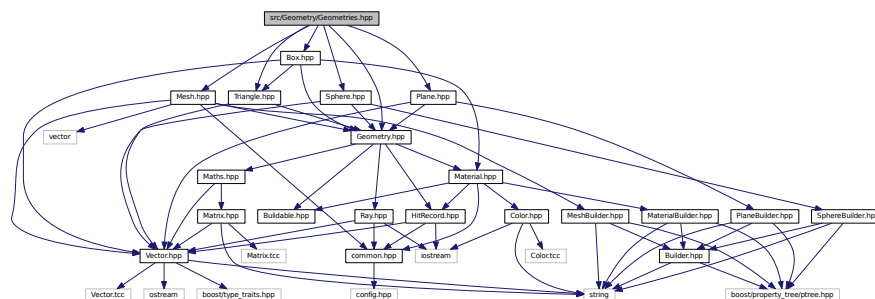 src/Geometry/Geometries.hpp
Box.hpp
Mesh.hpp
Triangle.hpp
Sphere.hpp
Plane.hpp
vector
Geometry.hpp
Maths.hpp
Material.hpp
Matrix.hpp
Buildable.hpp
Ray.hpp
HitRecord.hpp
Color.hpp
MeshBuilder.hpp
MaterialBuilder.hpp
PlaneBuilder.hpp
SphereBuilder.hpp
Vector.hpp
Matrix.tcc
common.hpp
iostream
Color.tcc
Builder.hpp
Vector.tcc
ostream
boost/type_traits.hpp
config.hpp
string
boost/property_tree/ptree.hpp